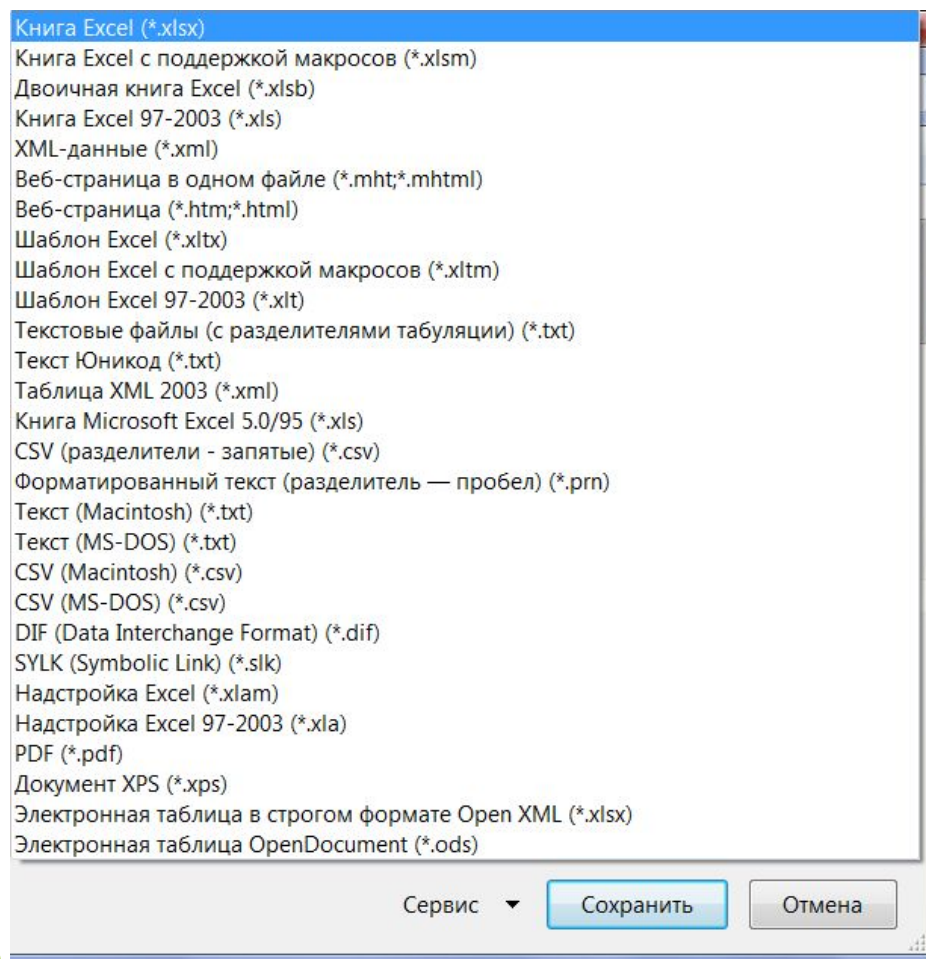 Книга Excel (*.xlsx)
Книга Excel с поддержкой макросов (*.xlsm)
Двоичная книга Excel (*.xlsb)
Книга Excel 97-2003 (*.xls)
XML-данные (*.xml)
Веб-страница в одном файле (*.mht;*.mhtml)
Веб-страница (*.htm;*.html)
Шаблон Excel (*.xltx)
Шаблон Excel с поддержкой макросов (*.xltm)
Шаблон Excel 97-2003 (*.xlt)
Текстовые файлы (с разделителями табуляции) (*.txt)
Текст Юникод (*.txt)
Таблица XML 2003 (*.xml)
Книга Microsoft Excel 5.0/95 (*.xls)
CSV (разделители - запятые) (*.csv)
Форматированный текст (разделитель — пробел) (*.prn)
Текст (Macintosh) (*.txt)
Текст (MS-DOS) (*.txt)
CSV (Macintosh) (*.csv)
CSV (MS-DOS) (*.csv)
DIF (Data Interchange Format) (*.dif)
SYLK (Symbolic Link) (*.slk)
Надстройка Excel (*.xlam)
Надстройка Excel 97-2003 (*.xla)
PDF (*.pdf)
Документ XPS (*.xps)
Электронная таблица в строгом формате Open XML (*.xlsx)
Электронная таблица OpenDocument (*.ods)
Сервис Сохранить Отмена